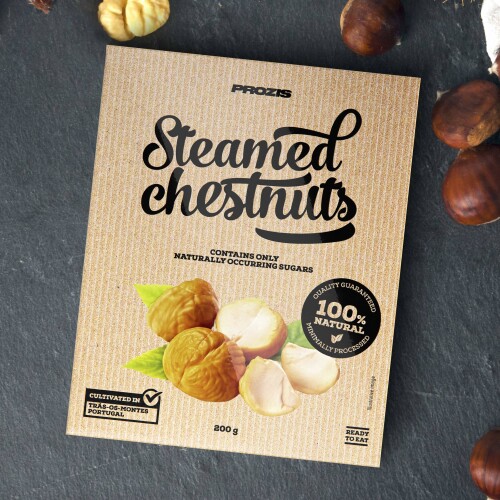 PROZIS
Steamed
chestnuts
CONTAINS ONLY
NATURALLY OCCURRING SUGARS
QUALITY GUARANTEED
100%
NATURAL
MINIMALLY PROCESSED
CULTIVATED IN
TRÁS-OS-MONTES
PORTUGAL
200 g
READY
TO EAT